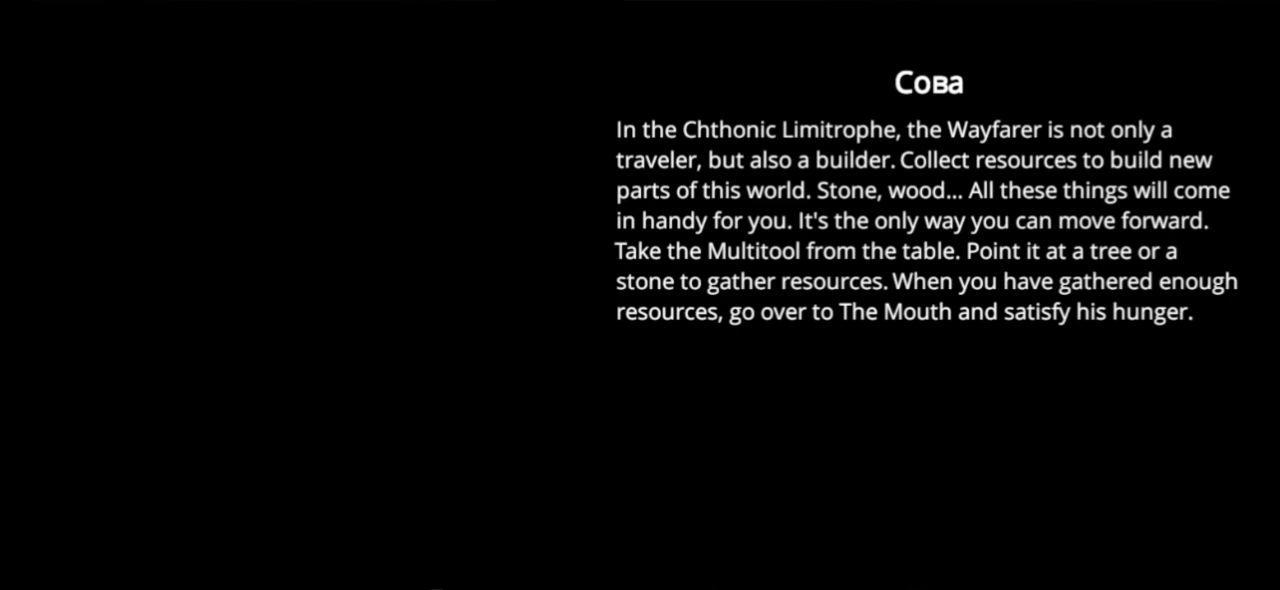 Сова
In the Chthonic Limitrophe, the Wayfarer is not only a
traveler, but also a builder. Collect resources to build new
parts of this world. Stone, wood... All these things will come
in handy for you. It's the only way you can move forward.
Take the Multitool from the table. Point it at a tree or a
stone to gather resources. When you have gathered enough
resources, go over to The Mouth and satisfy his hunger.